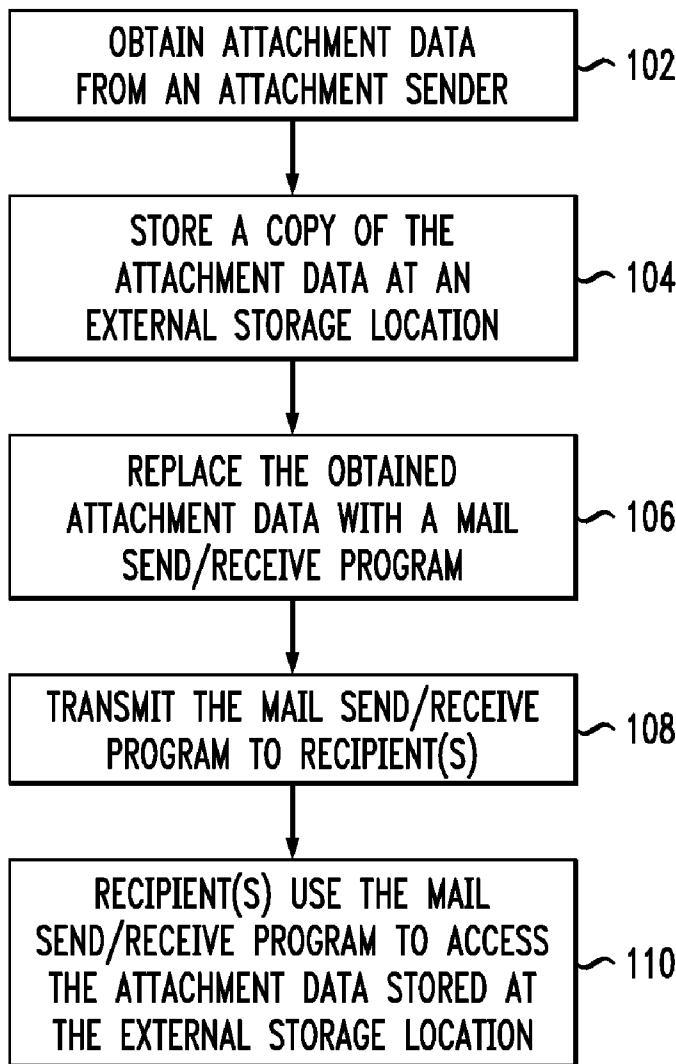 OBTAIN ATTACHMENT DATA
FROM AN ATTACHMENT SENDER
102
STORE A COPY OF THE
ATTACHMENT DATA AT AN
EXTERNAL STORAGE LOCATION
104
REPLACE THE OBTAINED
ATTACHMENT DATA WITH A MAIL
SEND/RECEIVE PROGRAM
106
TRANSMIT THE MAIL SEND/RECEIVE
PROGRAM TO RECIPIENT(S)
108
RECIPIENT(S) USE THE MAIL
SEND/RECEIVE PROGRAM TO ACCESS
THE ATTACHMENT DATA STORED AT
THE EXTERNAL STORAGE LOCATION
110